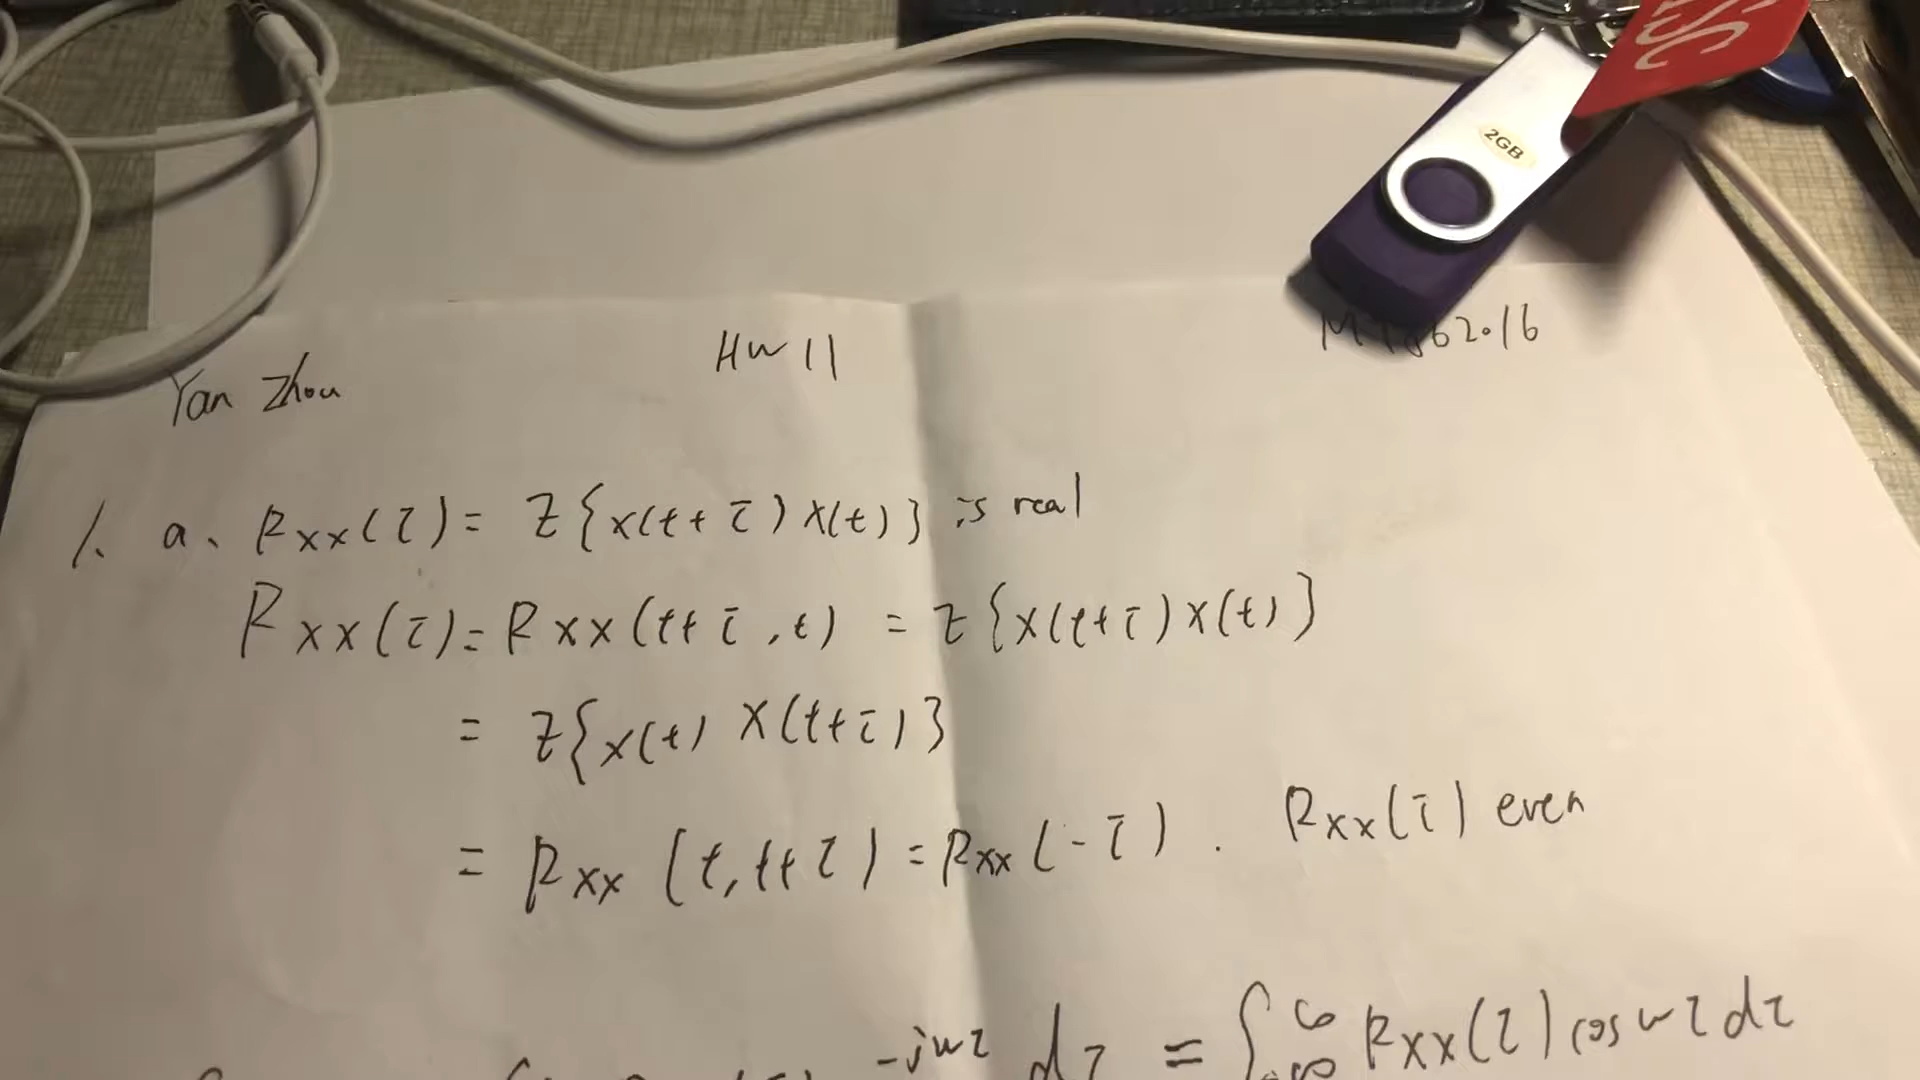 2GB
Yan Zhou
HW 11
62016
1. a. Rxx(τ) = Z{x(t+τ)x(t)} is real
Rxx(τ) = Rxx(t+τ, t) = Z{x(t+τ)x(t)}
= Z{x(t) x(t+τ)}
= Rxx(t, t+τ) = Rxx(-τ). Rxx(τ) even
-jwτ dτ = ∫_{-∞}^{∞} Rxx(τ) cos wτ dτ